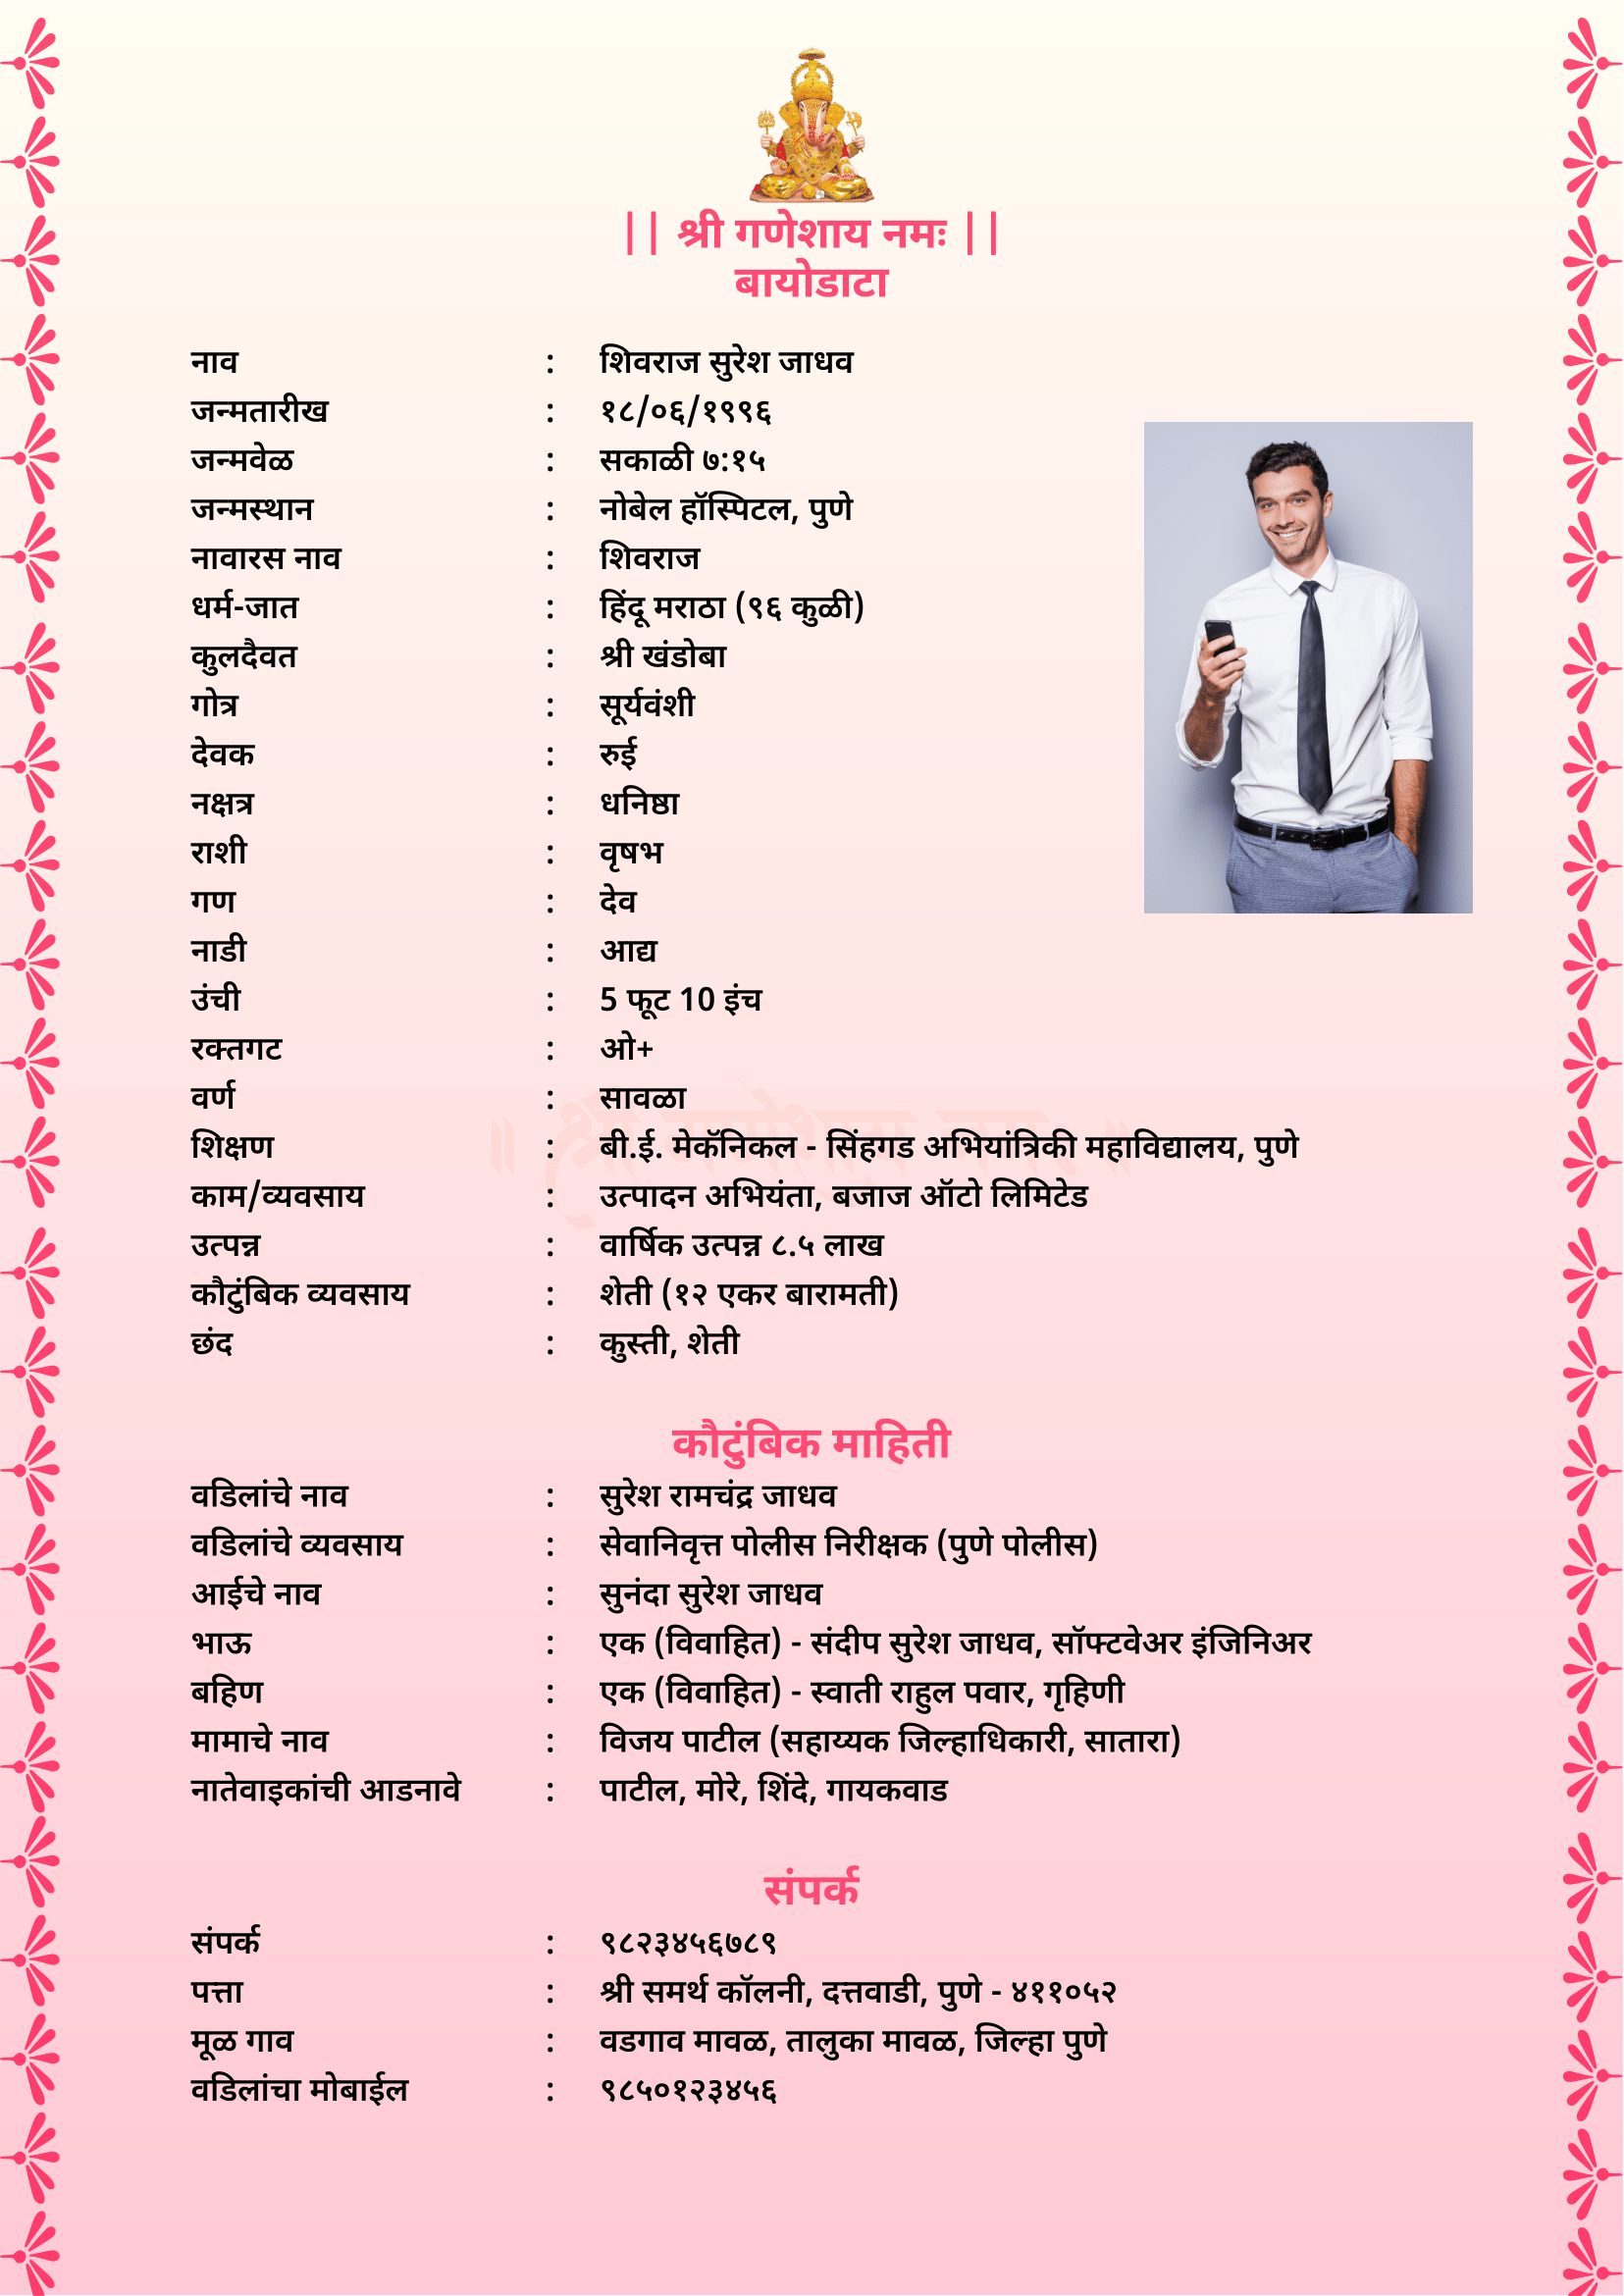 || श्री गणेशाय नमः ||
बायोडाटा
नाव : शिवराज सुरेश जाधव
जन्मतारीख : १८/०६/१९९६
जन्मवेळ : सकाळी ७:१५
जन्मस्थान : नोबेल हॉस्पिटल, पुणे
नावारस नाव : शिवराज
धर्म-जात : हिंदू मराठा (९६ कुळी)
कुलदैवत : श्री खंडोबा
गोत्र : सूर्यवंशी
देवक : रुई
नक्षत्र : धनिष्ठा
राशी : वृषभ
गण : देव
नाडी : आद्य
उंची : 5 फूट 10 इंच
रक्तगट : ओ+
वर्ण : सावळा
॥ श्री गणेशाय नमः ॥
शिक्षण : बी.ई. मेकॅनिकल - सिंहगड अभियांत्रिकी महाविद्यालय, पुणे
काम/व्यवसाय : उत्पादन अभियंता, बजाज ऑटो लिमिटेड
उत्पन्न : वार्षिक उत्पन्न ८.५ लाख
कौटुंबिक व्यवसाय : शेती (१२ एकर बारामती)
छंद : कुस्ती, शेती
कौटुंबिक माहिती
वडिलांचे नाव : सुरेश रामचंद्र जाधव
वडिलांचे व्यवसाय : सेवानिवृत्त पोलीस निरीक्षक (पुणे पोलीस)
आईचे नाव : सुनंदा सुरेश जाधव
भाऊ : एक (विवाहित) - संदीप सुरेश जाधव, सॉफ्टवेअर इंजिनिअर
बहिण : एक (विवाहित) - स्वाती राहुल पवार, गृहिणी
मामाचे नाव : विजय पाटील (सहाय्यक जिल्हाधिकारी, सातारा)
नातेवाइकांची आडनावे : पाटील, मोरे, शिंदे, गायकवाड
संपर्क
संपर्क : ९८२३४५६७८९
पत्ता : श्री समर्थ कॉलनी, दत्तवाडी, पुणे - ४११०५२
मूळ गाव : वडगाव मावळ, तालुका मावळ, जिल्हा पुणे
वडिलांचा मोबाईल : ९८५०१२३४५६